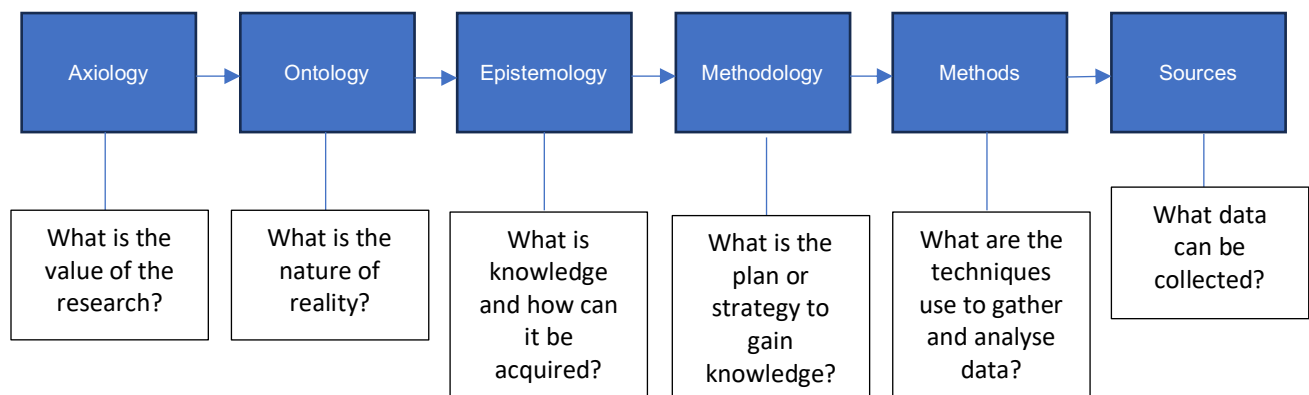 Axiology
Ontology
Epistemology
Methodology
Methods
Sources
What is the
value of the
research?
What is the
nature of
reality?
What is
knowledge
and how can
it be
acquired?
What is the
plan or
strategy to
gain
knowledge?
What are the
techniques
use to gather
and analyse
data?
What data
can be
collected?